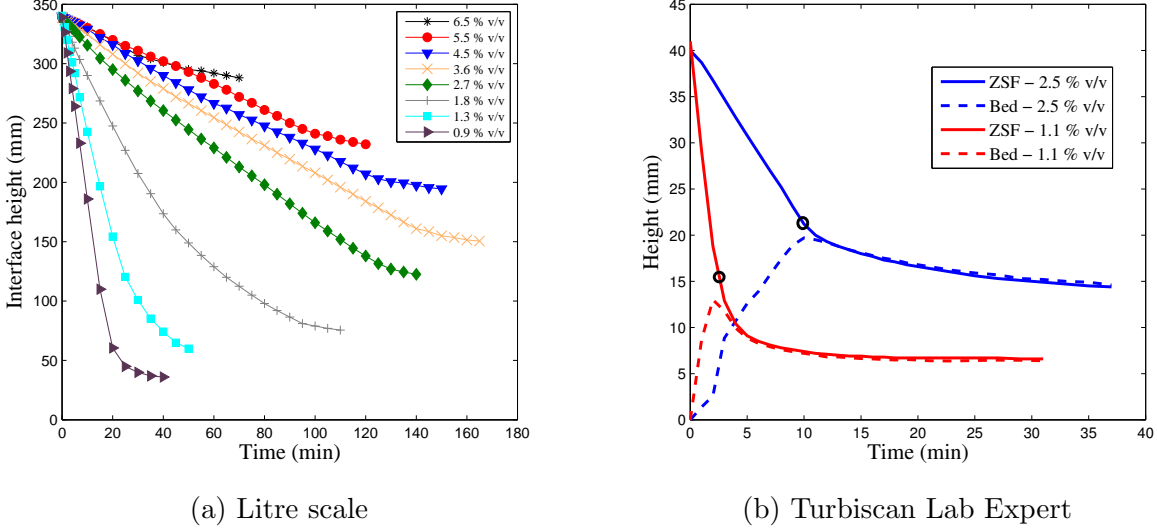 350
300
250
200
150
100
50
0
Interface height (mm)
0 20 40 60 80 100 120 140 160 180
Time (min)
6.5 % v/v
5.5 % v/v
4.5 % v/v
3.6 % v/v
2.7 % v/v
1.8 % v/v
1.3 % v/v
0.9 % v/v
(a) Litre scale
45
40
35
30
25
20
15
10
5
0
Height (mm)
0 5 10 15 20 25 30 35 40
Time (min)
ZSF − 2.5 % v/v
Bed − 2.5 % v/v
ZSF − 1.1 % v/v
Bed − 1.1 % v/v
(b) Turbiscan Lab Expert